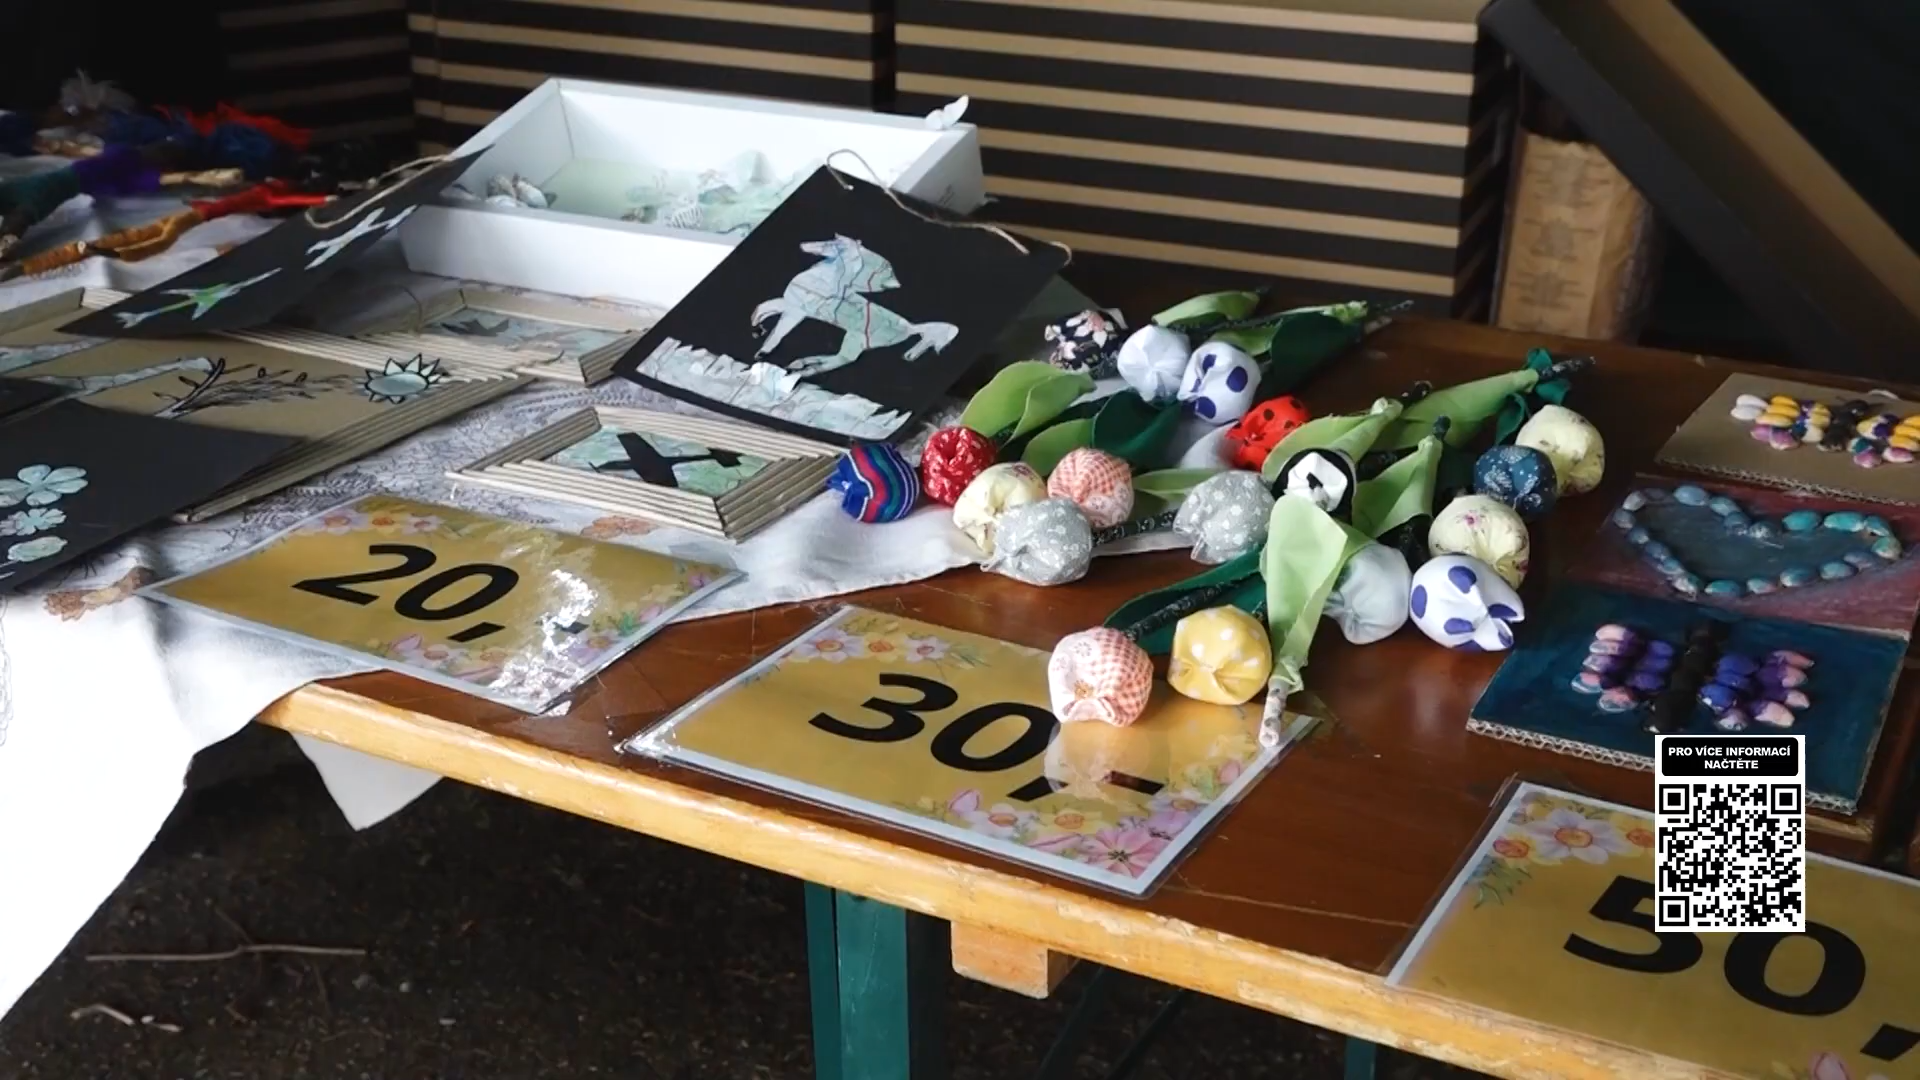 20,-
30,-
50,
PRO VÍCE INFORMACÍ
NAČTĚTE